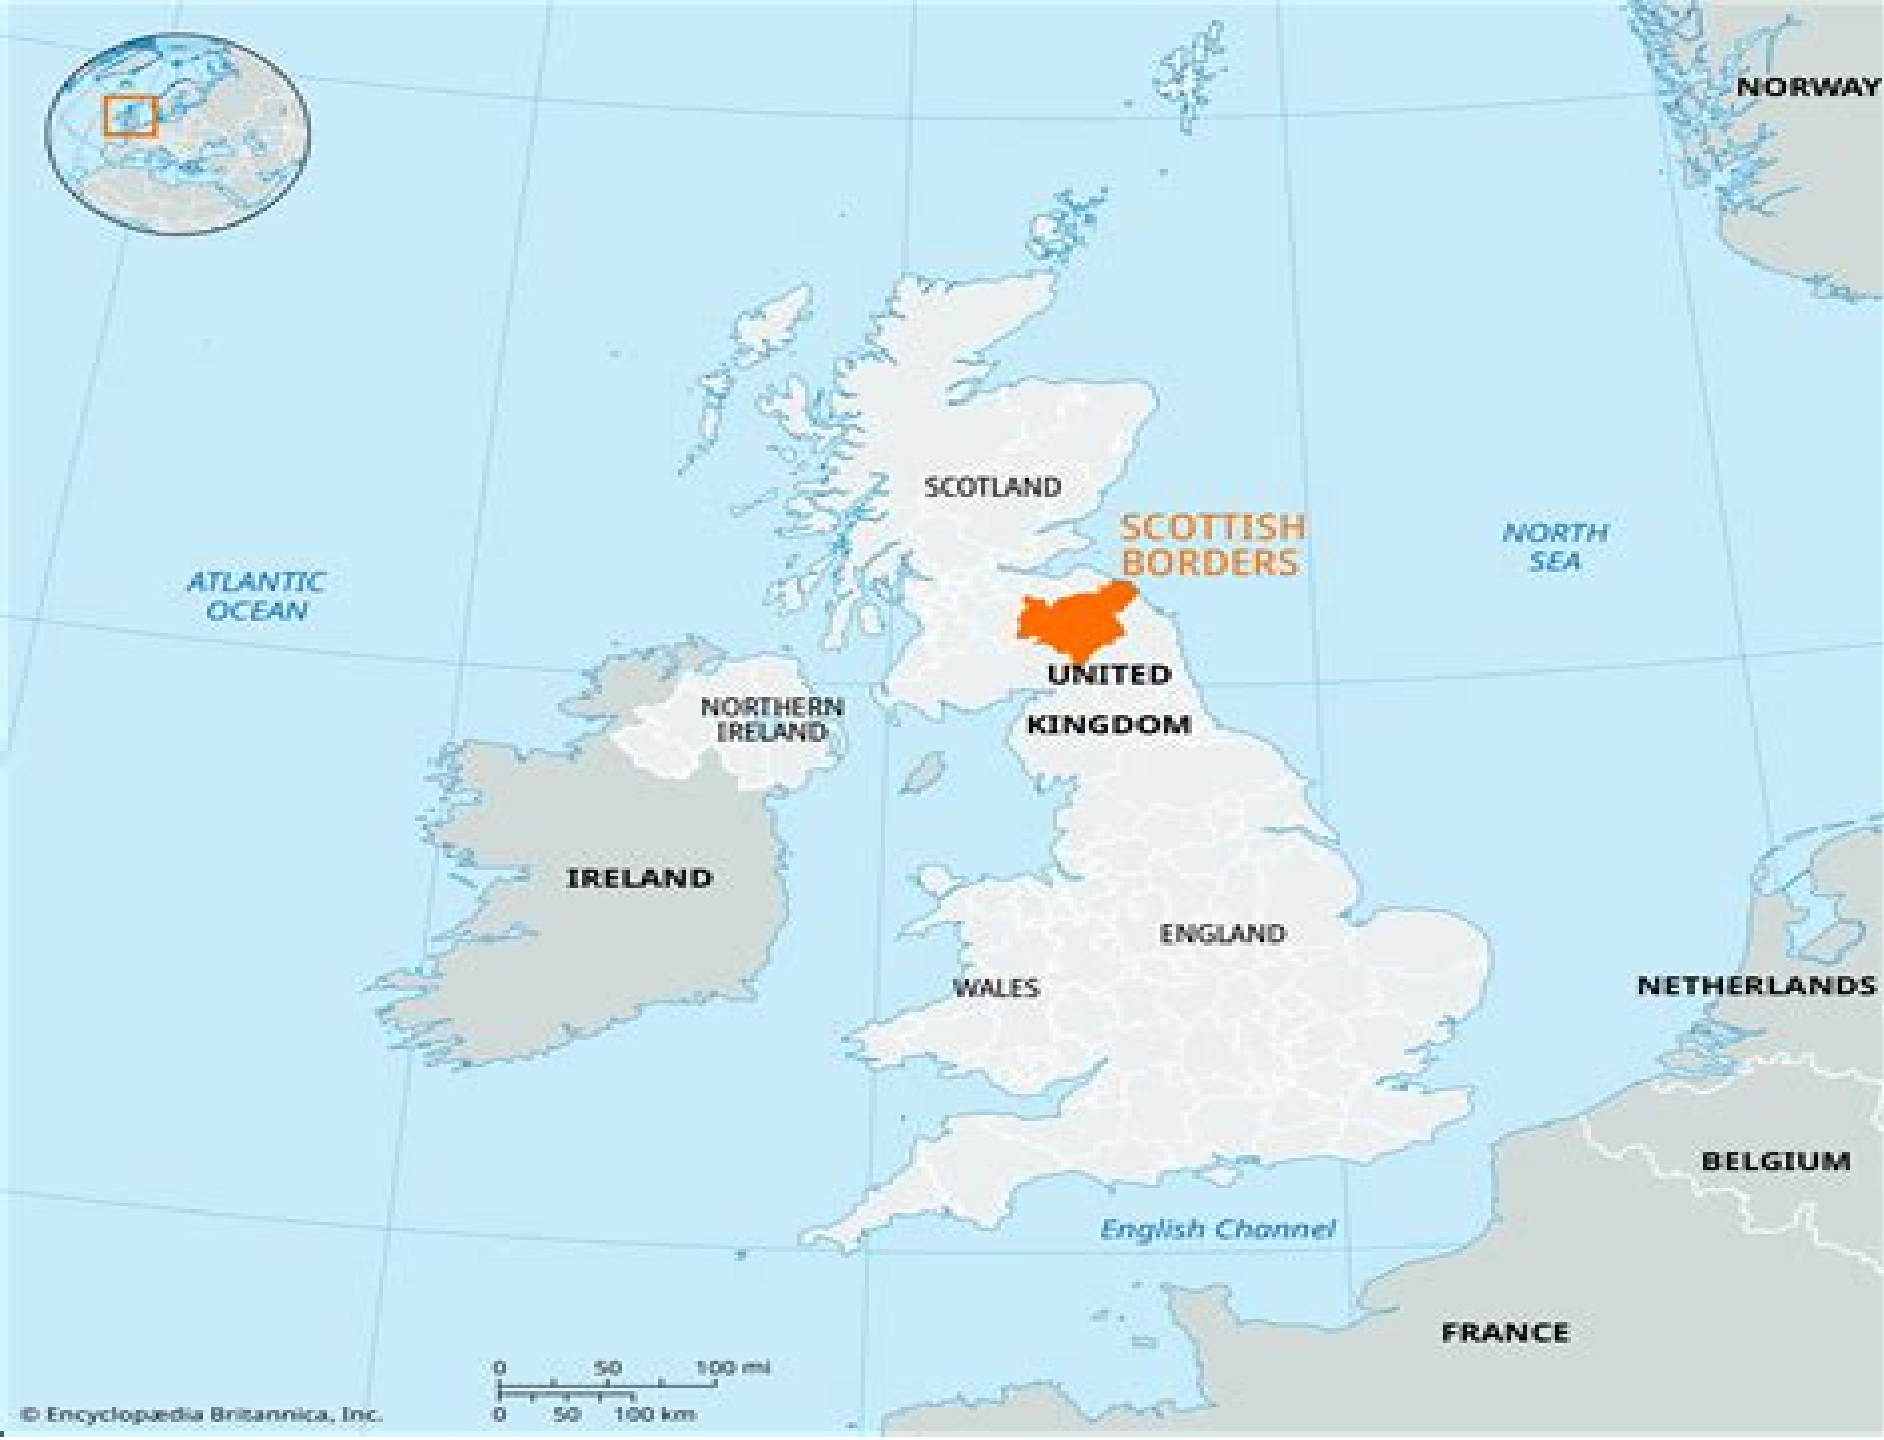 NORWAY
SCOTLAND
SCOTTISH
BORDERS
NORTH
SEA
ATLANTIC
OCEAN
UNITED
KINGDOM
NORTHERN
IRELAND
IRELAND
ENGLAND
WALES
NETHERLANDS
BELGIUM
English Channel
FRANCE
0 50 100 mi
0 50 100 km
© Encyclopædia Britannica, Inc.